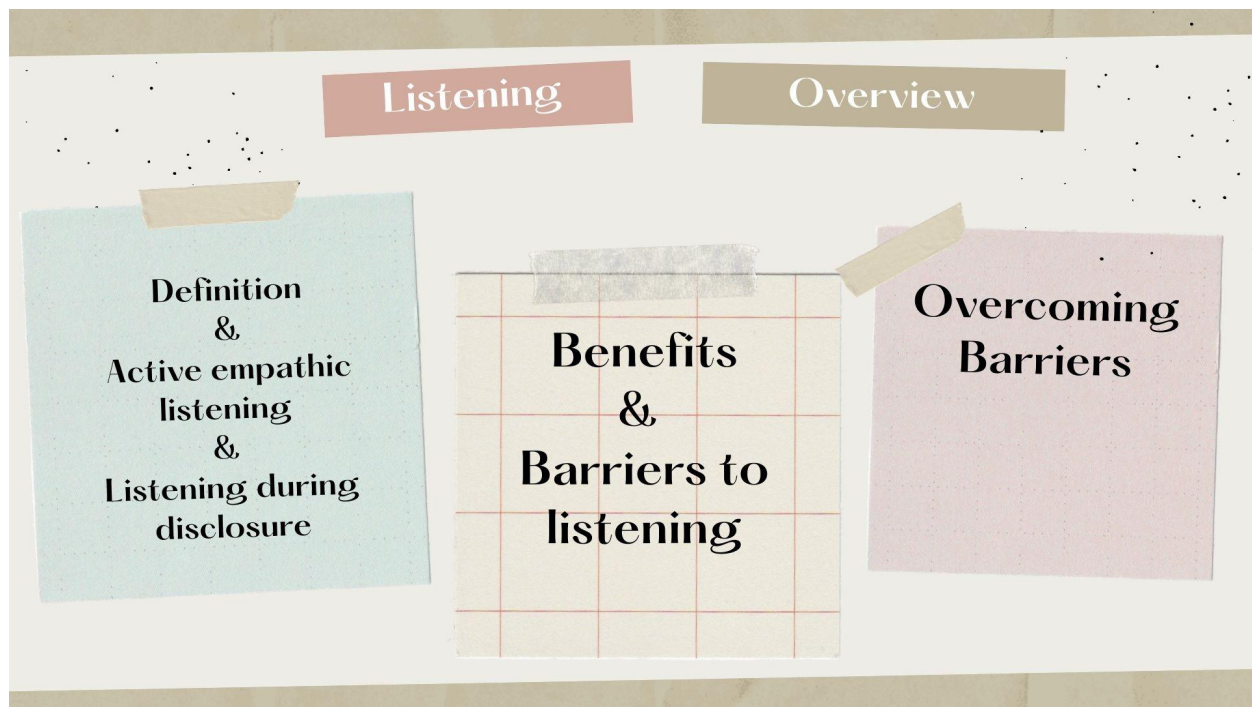 Listening
Overview
Definition
&
Active empathic
listening
&
Listening during
disclosure
Benefits
&
Barriers to
listening
Overcoming
Barriers